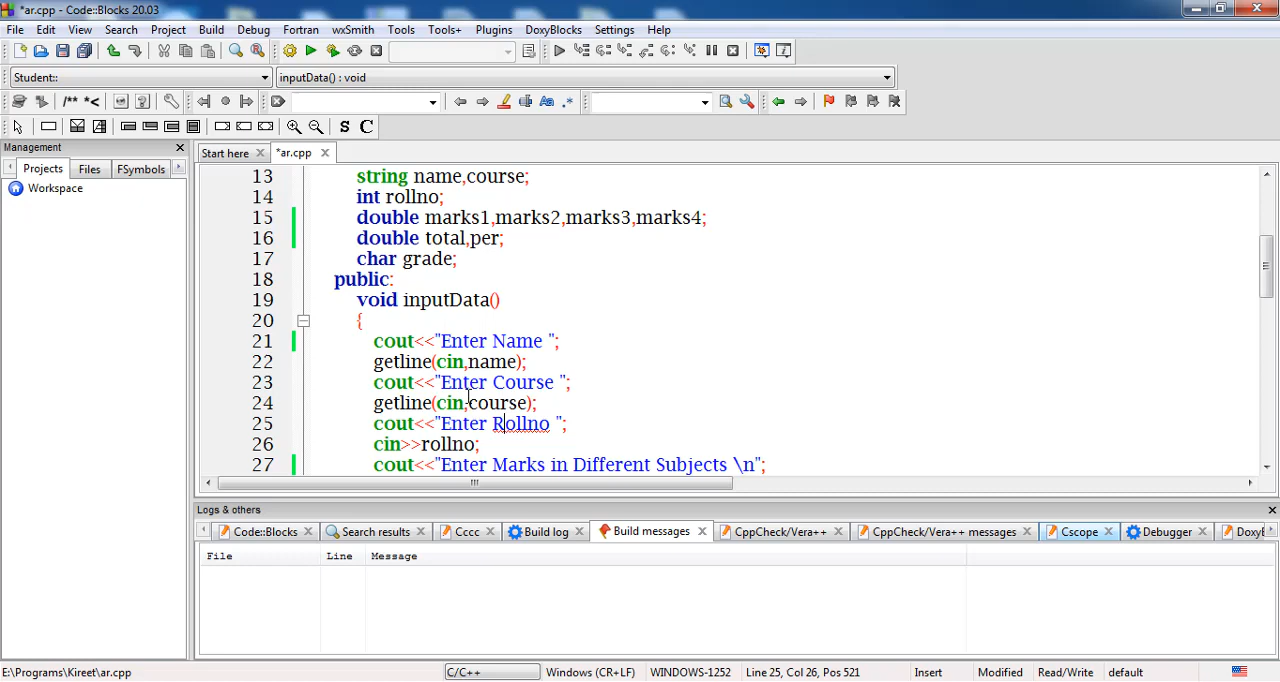 *ar.cpp - Code::Blocks 20.03
File Edit View Search Project Build Debug Fortran wxSmith Tools Tools+ Plugins DoxyBlocks Settings Help
Student:: inputData() : void
/** *< Aa .* 
S C
Management
Projects Files FSymbols
Workspace
Start here *ar.cpp
13 string name,course;
14 int rollno;
15 double marks1,marks2,marks3,marks4;
16 double total,per;
17 char grade;
18 public:
19 void inputData()
20 {
21 cout<<"Enter Name ";
22 getline(cin,name);
23 cout<<"Enter Course ";
24 getline(cin,course);
25 cout<<"Enter Rollno ";
26 cin>>rollno;
27 cout<<"Enter Marks in Different Subjects \n";
Logs & others
Code::Blocks Search results Cccc Build log Build messages CppCheck/Vera++ CppCheck/Vera++ messages Cscope Debugger DoxyB
File Line Message
E:\Programs\Kireet\ar.cpp C/C++ Windows (CR+LF) WINDOWS-1252 Line 25, Col 26, Pos 521 Insert Modified Read/Write default